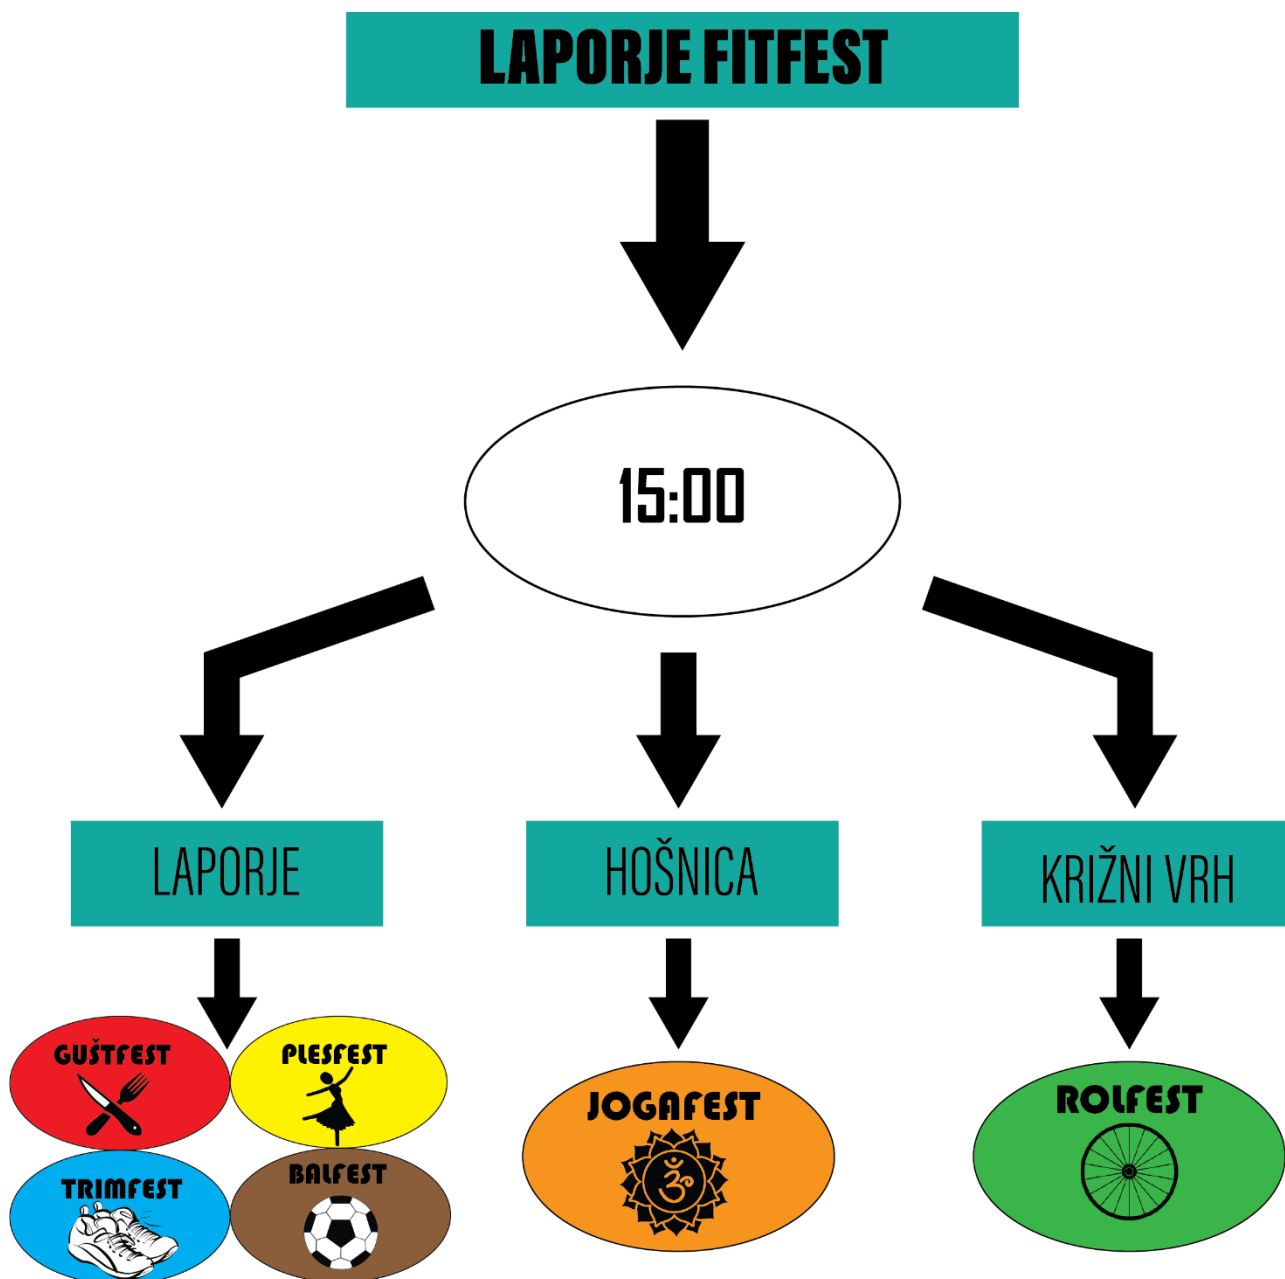 LAPORJE FITFEST
15:00
LAPORJE
HOŠNICA
KRIŽNI VRH
GUŠTFEST
PLESFEST
JOGAFEST
ROLFEST
TRIMFEST
BALFEST